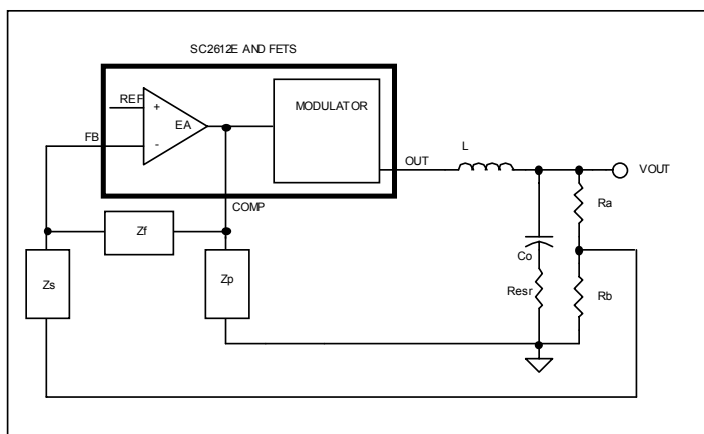 SC2612E AND FETS
REF
+
EA
MODULATOR
FB
-
L
OUT
VOUT
COMP
Ra
Zf
Co
Zs
Zp
Resr
Rb